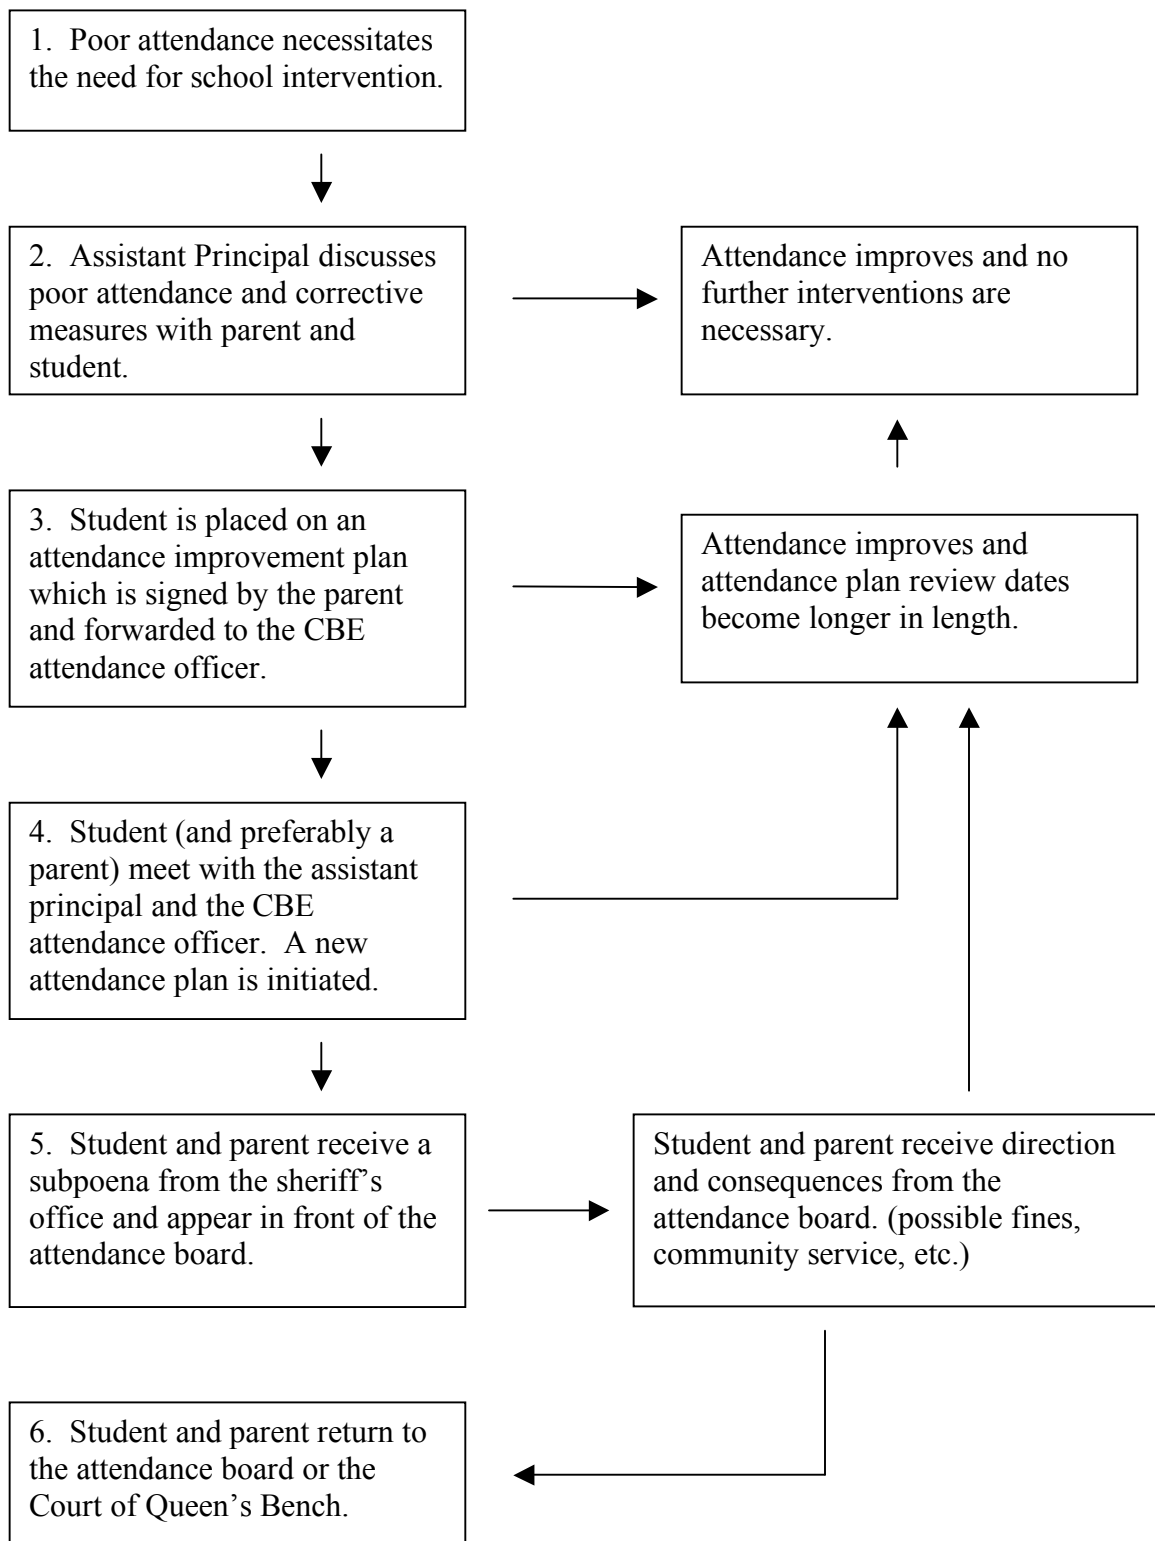 1.  Poor attendance necessitates
the need for school intervention.
2.  Assistant Principal discusses
poor attendance and corrective
measures with parent and
student.
Attendance improves and no
further interventions are
necessary.
3.  Student is placed on an
attendance improvement plan
which is signed by the parent
and forwarded to the CBE
attendance officer.
Attendance improves and
attendance plan review dates
become longer in length.
4.  Student (and preferably a
parent) meet with the assistant
principal and the CBE
attendance officer.  A new
attendance plan is initiated.
5.  Student and parent receive a
subpoena from the sheriff’s
office and appear in front of the
attendance board.
Student and parent receive direction
and consequences from the
attendance board. (possible fines,
community service, etc.)
6.  Student and parent return to
the attendance board or the
Court of Queen’s Bench.